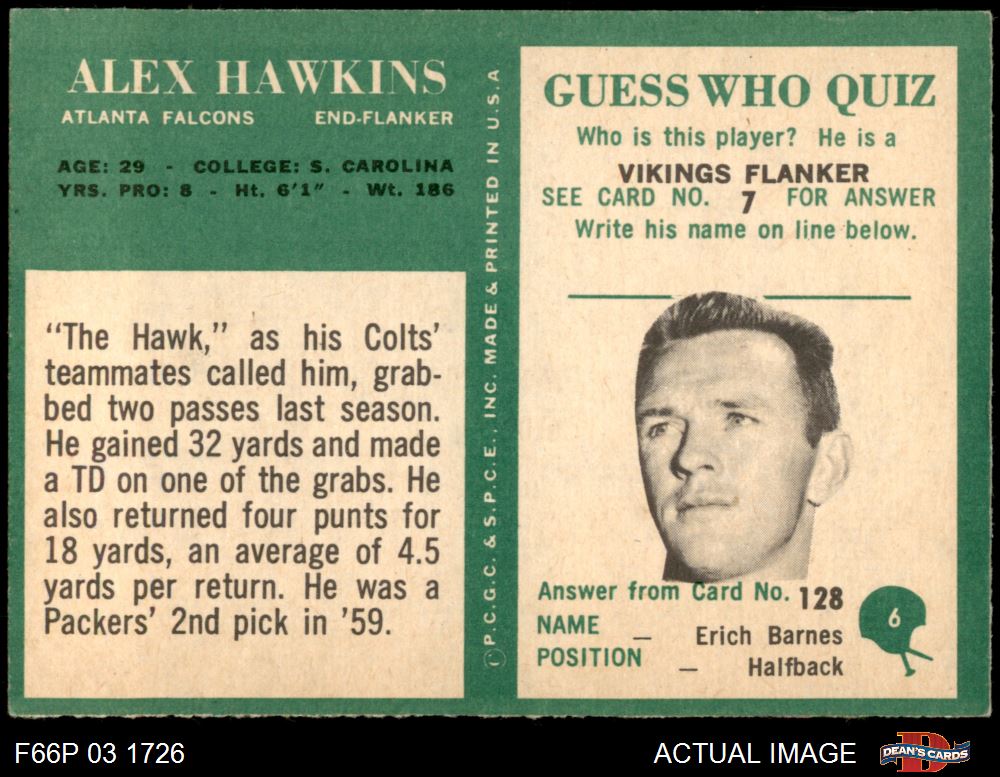 ALEX HAWKINS
ATLANTA FALCONS END-FLANKER
AGE: 29 - COLLEGE: S. CAROLINA
YRS. PRO: 8 - Ht. 6'1" - Wt. 186
"The Hawk," as his Colts'
teammates called him, grab-
bed two passes last season.
He gained 32 yards and made
a TD on one of the grabs. He
also returned four punts for
18 yards, an average of 4.5
yards per return. He was a
Packers' 2nd pick in '59.
©P.C.G.C. & S.P.C.E., INC. MADE & PRINTED IN U.S.A
GUESS WHO QUIZ
Who is this player? He is a
VIKINGS FLANKER
SEE CARD NO. 7 FOR ANSWER
Write his name on line below.
Answer from Card No. 128
NAME – Erich Barnes
POSITION – Halfback
6
F66P 03 1726 ACTUAL IMAGE
DEAN'S CARDS